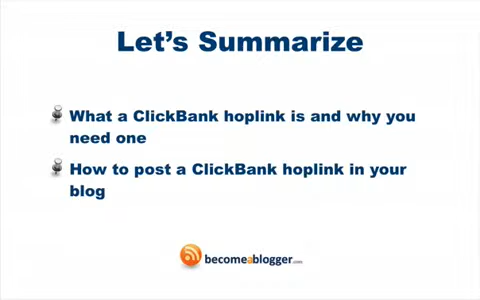 Let's Summarize
What a ClickBank hoplink is and why you
need one
How to post a ClickBank hoplink in your
blog
becomeablogger.com